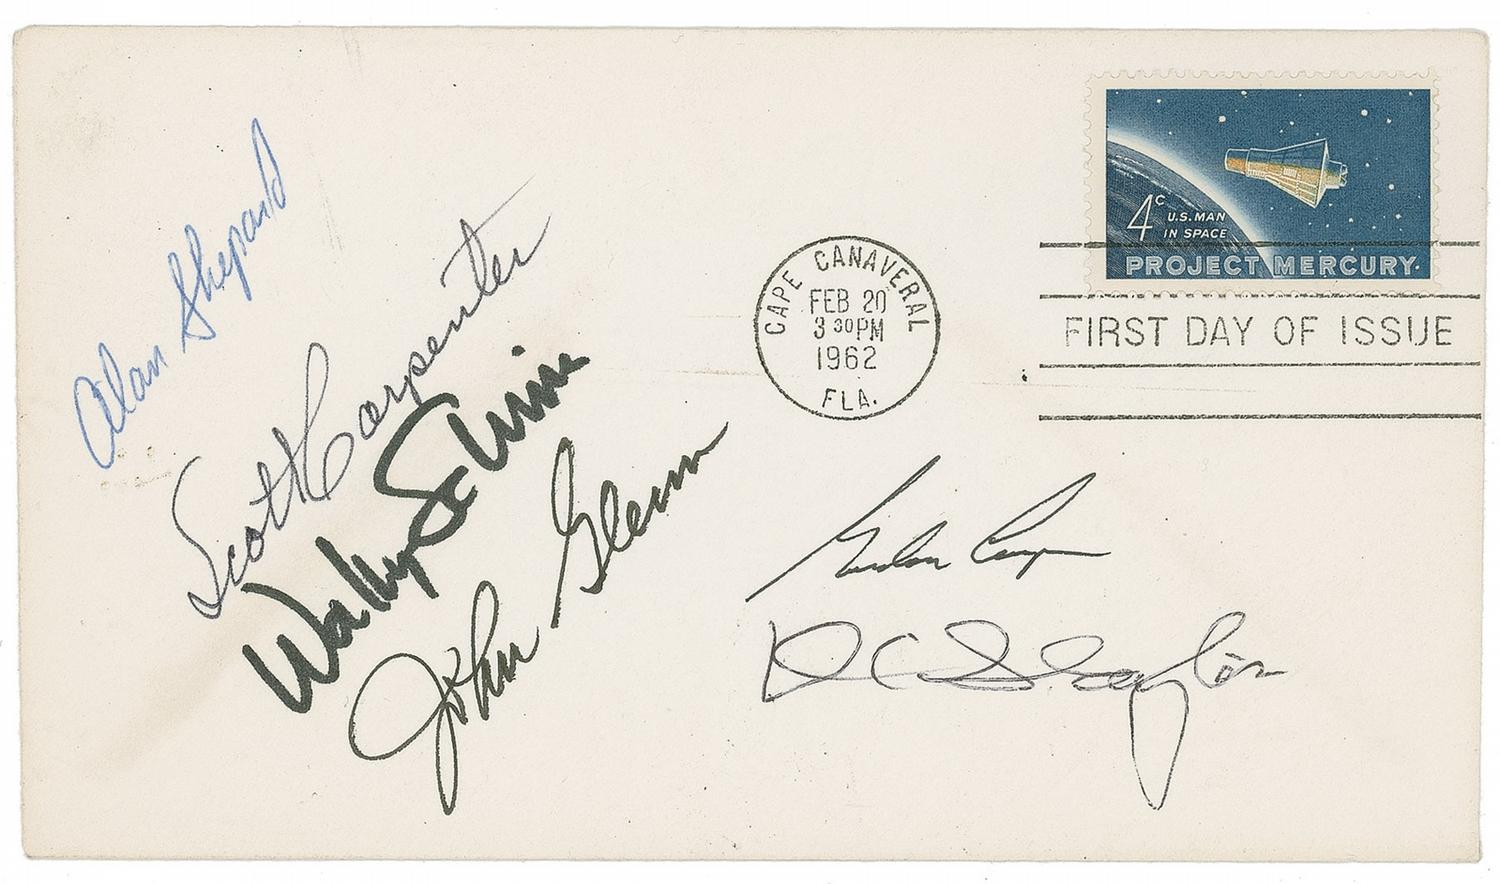 Alan Shepard
Scott Carpenter
Wally Schirra
John Glenn
CAPE CANAVERAL
FEB 20
3 30 PM
1962
FLA.
4c U.S. MAN
IN SPACE
PROJECT MERCURY
FIRST DAY OF ISSUE
Gordon Cooper
D K Slayton